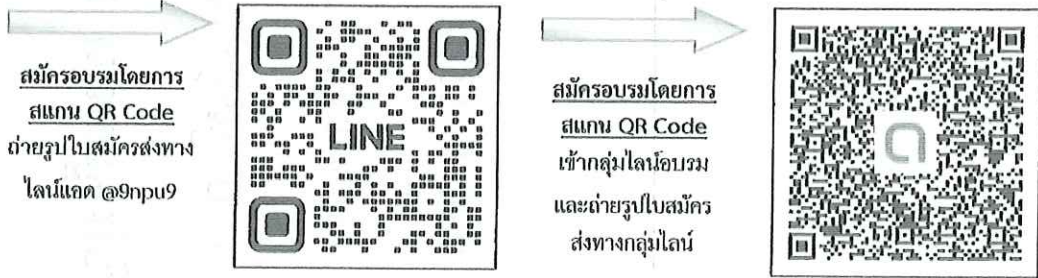 สมัครอบรมโดยการ
สแกน QR Code
ถ่ายรูปใบสมัครส่งทาง
ไลน์แอด @9npu9
LINE
สมัครอบรมโดยการ
สแกน QR Code
เข้ากลุ่มไลน์อบรม
และถ่ายรูปใบสมัคร
ส่งทางกลุ่มไลน์